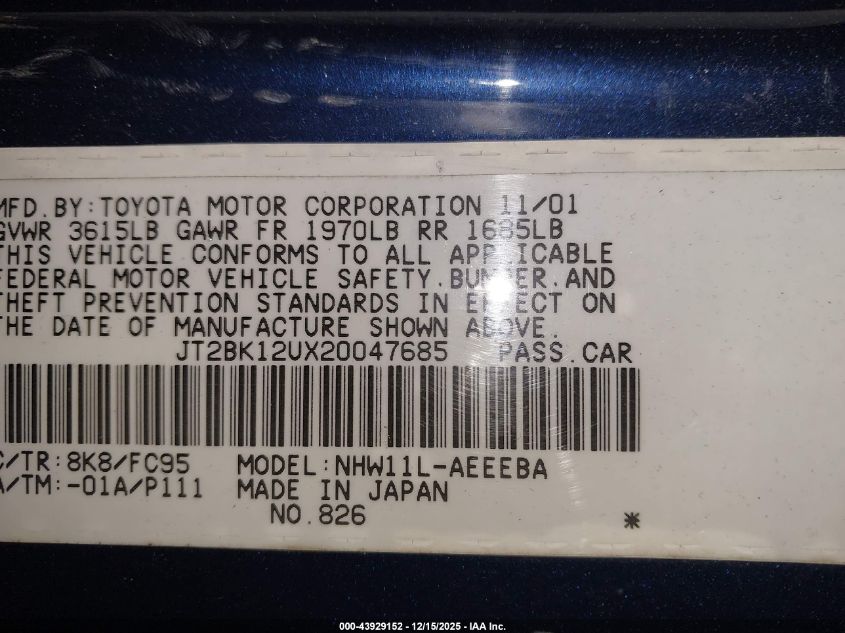 MFD.BY:TOYOTA MOTOR CORPORATION 11/01
GVWR 3615LB GAWR FR 1970LB RR 1685LB
THIS VEHICLE CONFORMS TO ALL APPLICABLE
FEDERAL MOTOR VEHICLE SAFETY.BUMPER.AND
THEFT PREVENTION STANDARDS IN EFFECT ON
THE DATE OF MANUFACTURE SHOWN ABOVE.
JT2BK12UX20047685 PASS.CAR
C/TR:8K8/FC95 MODEL:NHW11L-AEEEBA
A/TM:-01A/P111 MADE IN JAPAN
NO.826 *
000-43929152 - 12/15/2025 - IAA Inc.